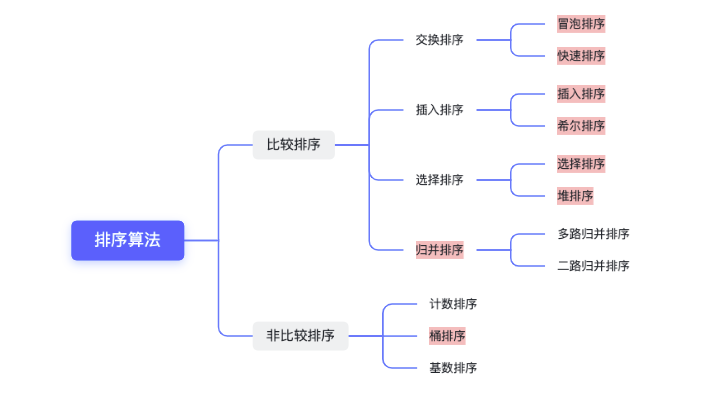 排序算法
比较排序
交换排序
冒泡排序
快速排序
插入排序
插入排序
希尔排序
选择排序
选择排序
堆排序
归并排序
多路归并排序
二路归并排序
非比较排序
计数排序
桶排序
基数排序